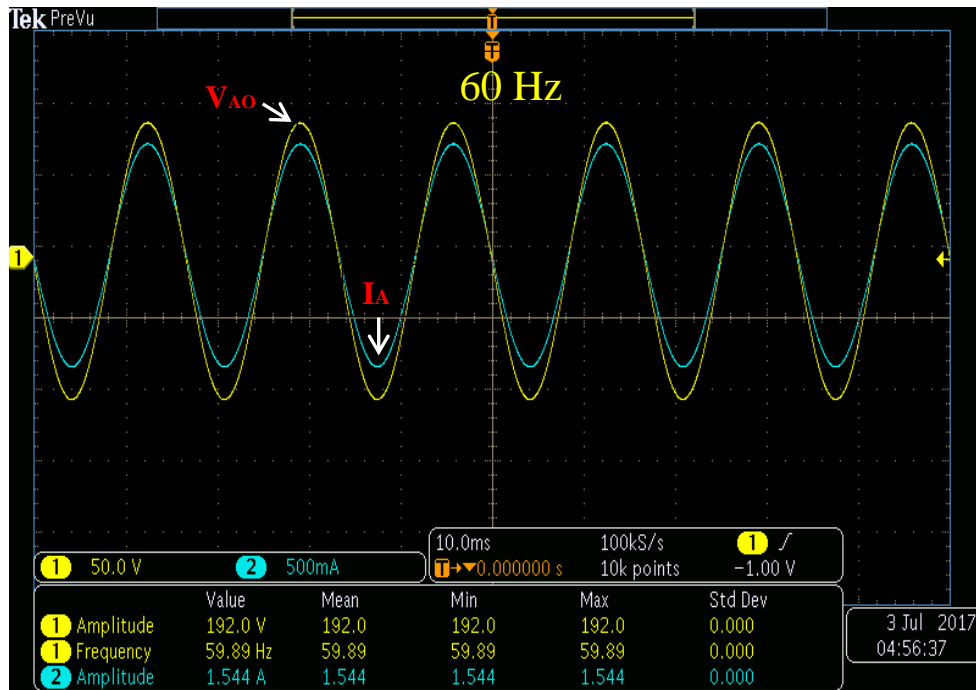 Tek PreVu
T
T
60 Hz
VAO
1
IA
10.0ms 100kS/s 1 ∫
1 50.0 V 2 500mA T→▼0.000000 s 10k points −1.00 V
Value Mean Min Max Std Dev
1 Amplitude 192.0 V 192.0 192.0 192.0 0.000
1 Frequency 59.89 Hz 59.89 59.89 59.89 0.000
2 Amplitude 1.544 A 1.544 1.544 1.544 0.000
3 Jul 2017
04:56:37